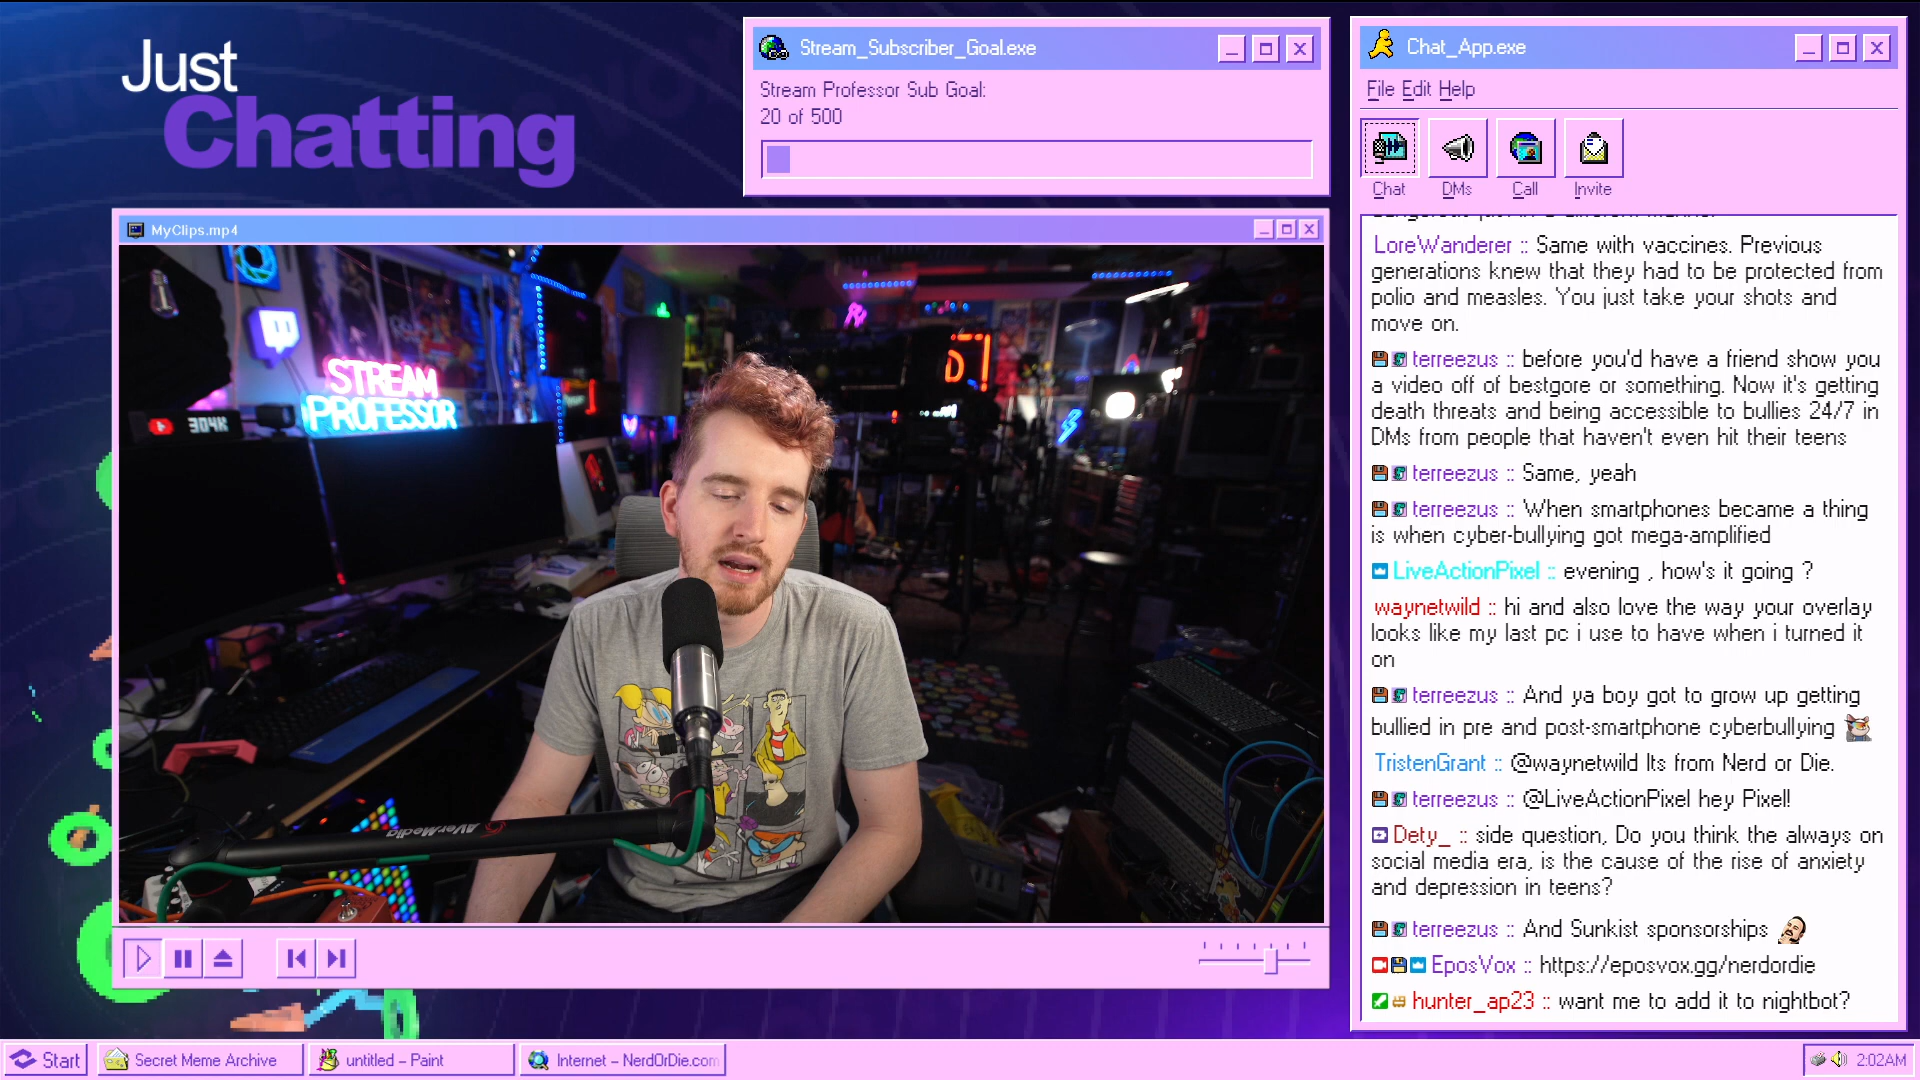 Just
Chatting
Stream_Subscriber_Goal.exe
Stream Professor Sub Goal:
20 of 500
MyClips.mp4
STREAM
PROFESSOR
304K
AVerMedia
Chat_App.exe
File Edit Help
Chat DMs Call Invite
LoreWanderer :: Same with vaccines. Previous
generations knew that they had to be protected from
polio and measles. You just take your shots and
move on.
terreezus :: before you'd have a friend show you
a video off of bestgore or something. Now it's getting
death threats and being accessible to bullies 24/7 in
DMs from people that haven't even hit their teens
terreezus :: Same, yeah
terreezus :: When smartphones became a thing
is when cyber-bullying got mega-amplified
LiveActionPixel :: evening , how's it going ?
waynetwild :: hi and also love the way your overlay
looks like my last pc i use to have when i turned it
on
terreezus :: And ya boy got to grow up getting
bullied in pre and post-smartphone cyberbullying
TristenGrant :: @waynetwild Its from Nerd or Die.
terreezus :: @LiveActionPixel hey Pixel!
Dety_ :: side question, Do you think the always on
social media era, is the cause of the rise of anxiety
and depression in teens?
terreezus :: And Sunkist sponsorships
EposVox :: https://eposvox.gg/nerdordie
hunter_ap23 :: want me to add it to nightbot?
Start
Secret Meme Archive
untitled - Paint
Internet - NerdOrDie.com
2:02AM